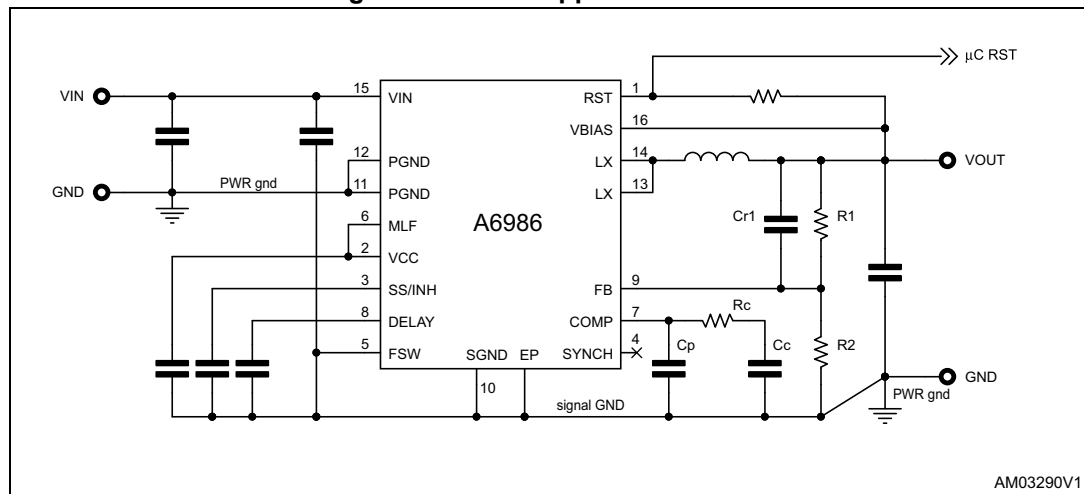 μC RST
15 VIN
RST 1
VIN
VBIAS 16
12 PGND
LX 14
VOUT
GND
PWR gnd
11 PGND
LX 13
6 MLF
A6986
Cr1
R1
2 VCC
3 SS/INH
FB 9
8 DELAY
COMP 7
Rc
5 FSW
SGND
EP
SYNCH 4
Cp
Cc
R2
10
GND
signal GND
PWR gnd
AM03290V1